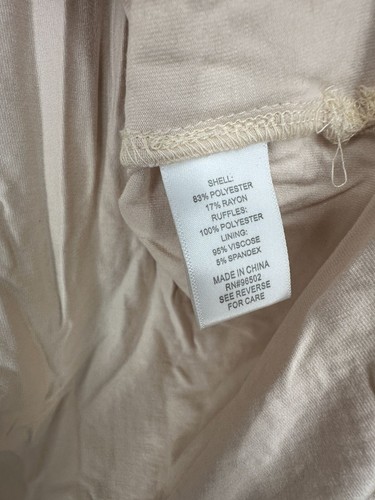 SHELL:
83% POLYESTER
17% RAYON
RUFFLES:
100% POLYESTER
LINING:
95% VISCOSE
5% SPANDEX
MADE IN CHINA
RN#96502
SEE REVERSE
FOR CARE